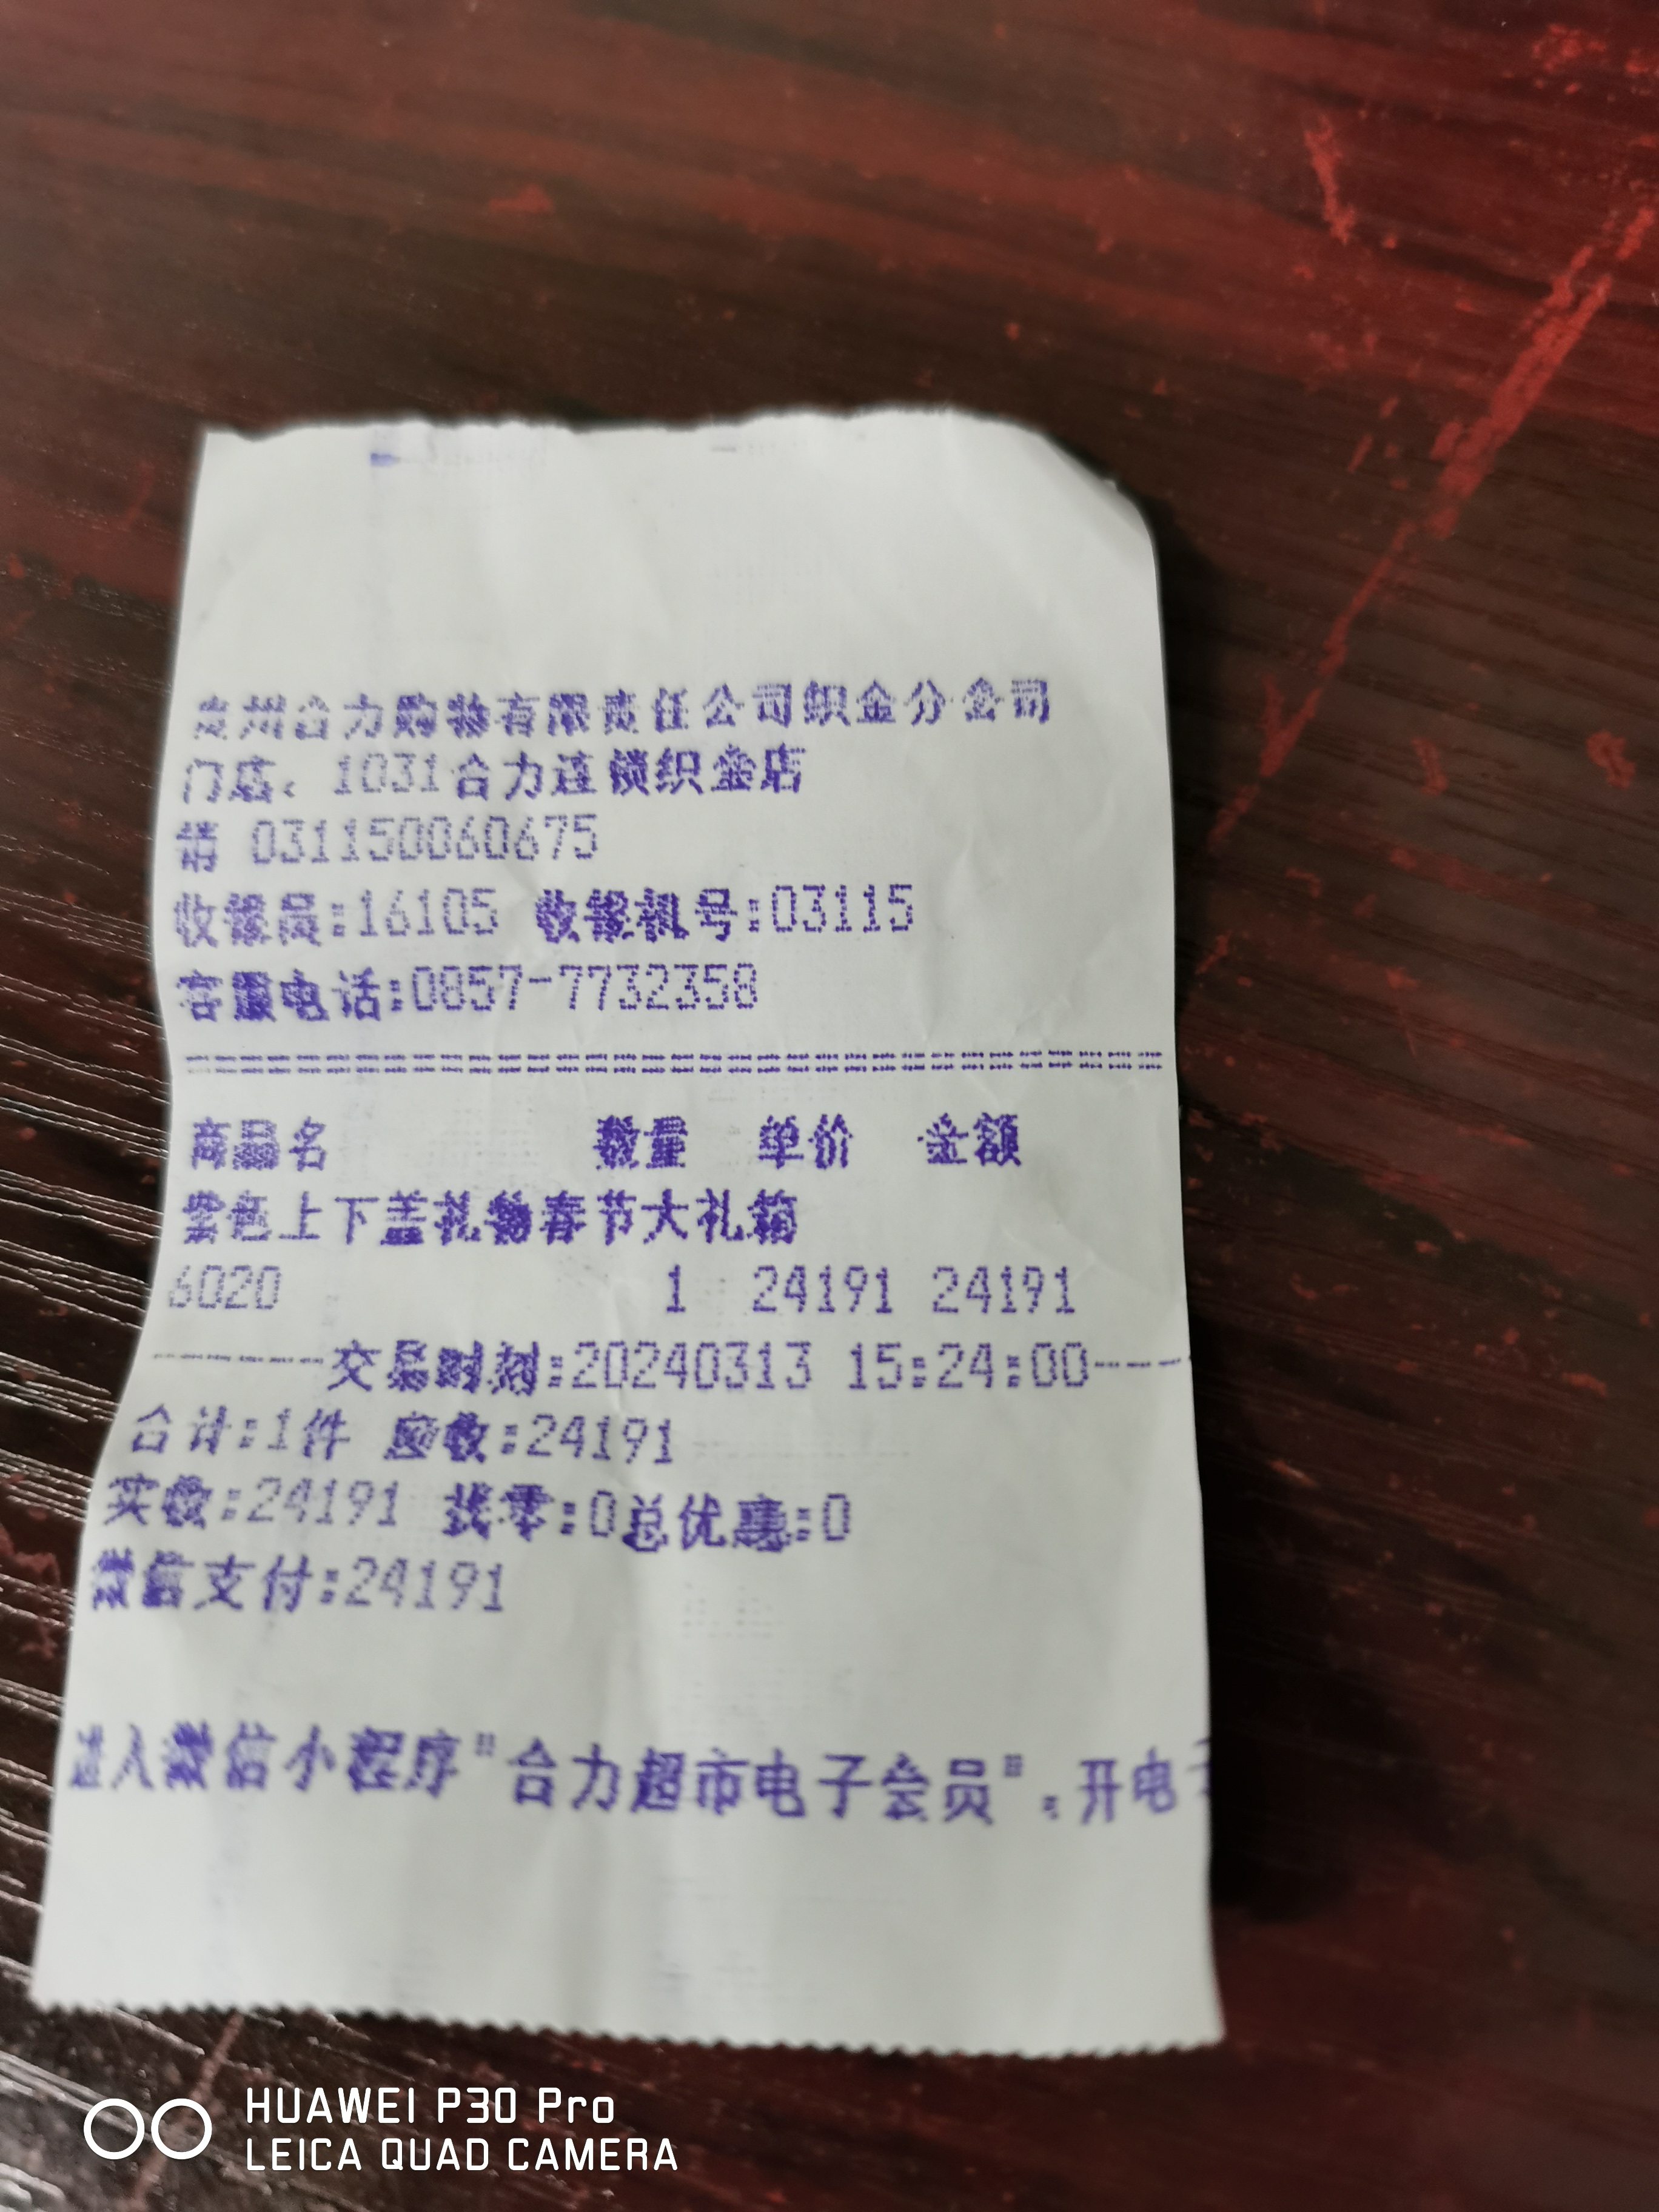 贵州合力购物有限责任公司织金分公司
门店: 1031合力连锁织金店
031150060675
收银员:16105 收银机号:03115
客服电话:0857-7732358
商品名 数量 单价 金额
上下盖礼物春节大礼箱
6020 1 24191 24191
------交易时刻:20240313 15:24:00----
合计:1件 应收:24191
实收:24191 找零:0总优惠:0
微信支付:24191
进入微信小程序"合力超市电子会员",开电子
HUAWEI P30 Pro
LEICA QUAD CAMERA